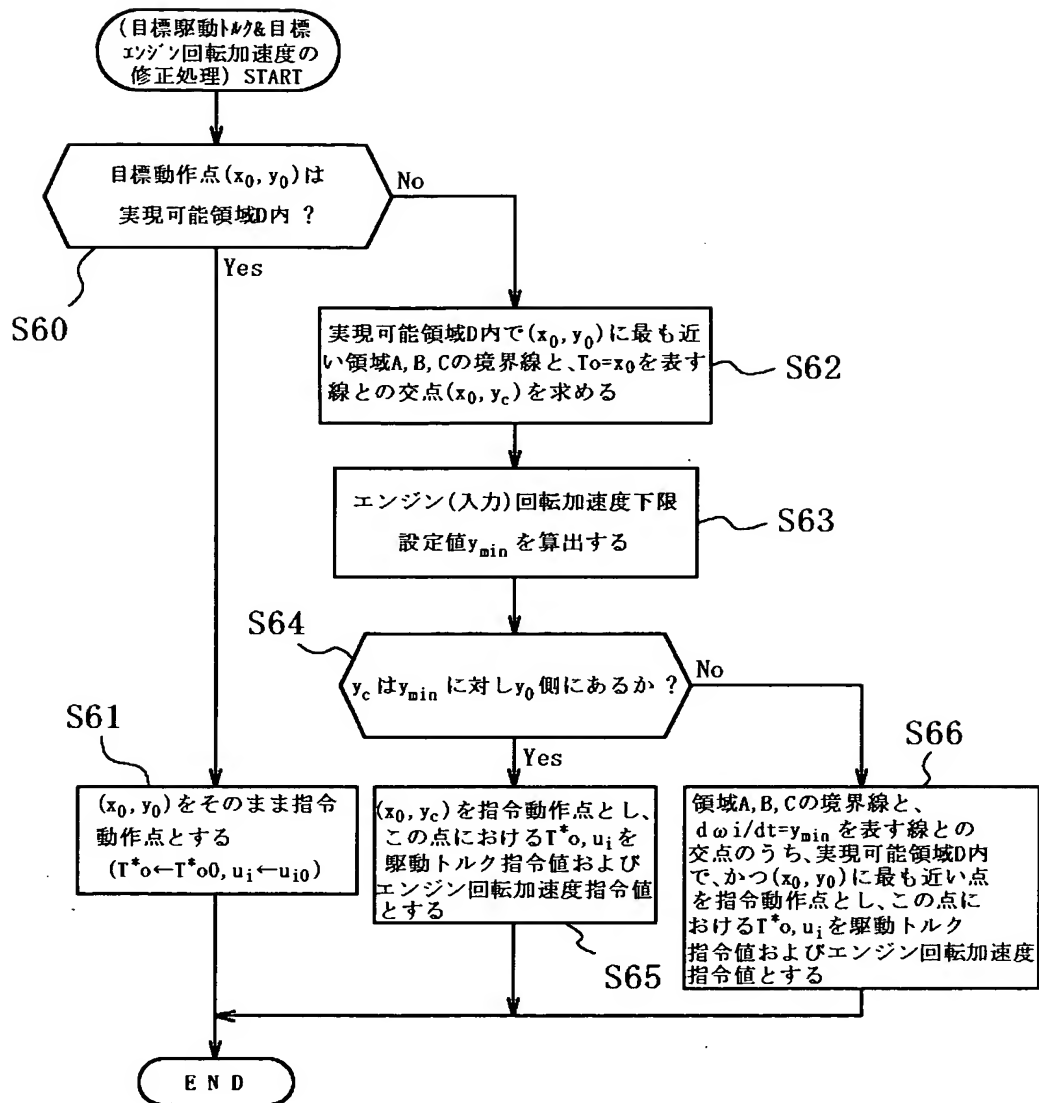 (目標駆動トルク&目標
エンジン回転加速度の
修正処理) START
目標動作点(x₀, y₀)は
実現可能領域D内 ?
No
Yes
S60
実現可能領域D内で(x₀, y₀)に最も近
い領域A, B, Cの境界線と、To=x₀を表す
線との交点(x₀, y_c)を求める
S62
エンジン(入力)回転加速度下限
設定値y_min を算出する
S63
S64
y_c はy_min に対しy₀側にあるか ?
No
Yes
S61
(x₀, y₀)をそのまま指令
動作点とする
(T*o←T*o0, u_i←u_i0)
(x₀, y_c)を指令動作点とし、
この点におけるT*o, u_i を
駆動トルク指令値および
エンジン回転加速度指令値
とする
S65
S66
領域A, B, Cの境界線と、
dωi/dt=y_min を表す線との
交点のうち、実現可能領域D内
で、かつ(x₀, y₀)に最も近い点
を指令動作点とし、この点に
おけるT*o, u_i を駆動トルク
指令値およびエンジン回転加速度
指令値とする
END